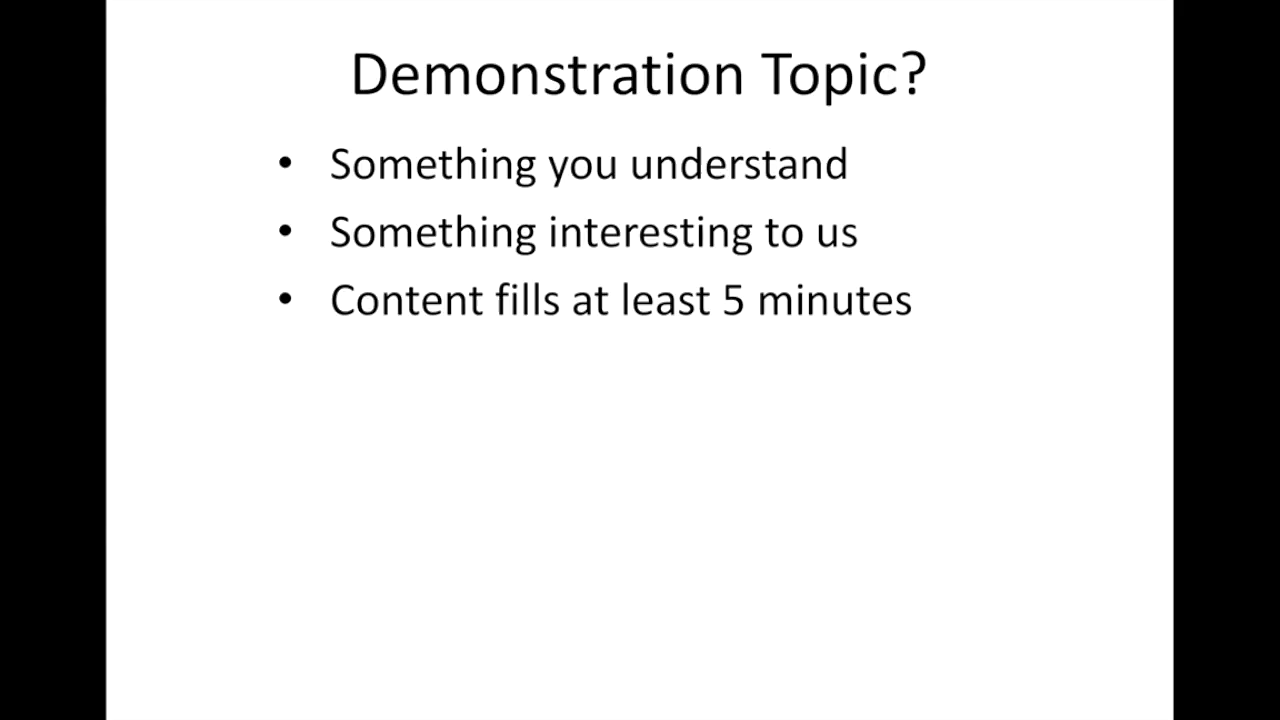 Demonstration Topic?
• Something you understand
• Something interesting to us
• Content fills at least 5 minutes